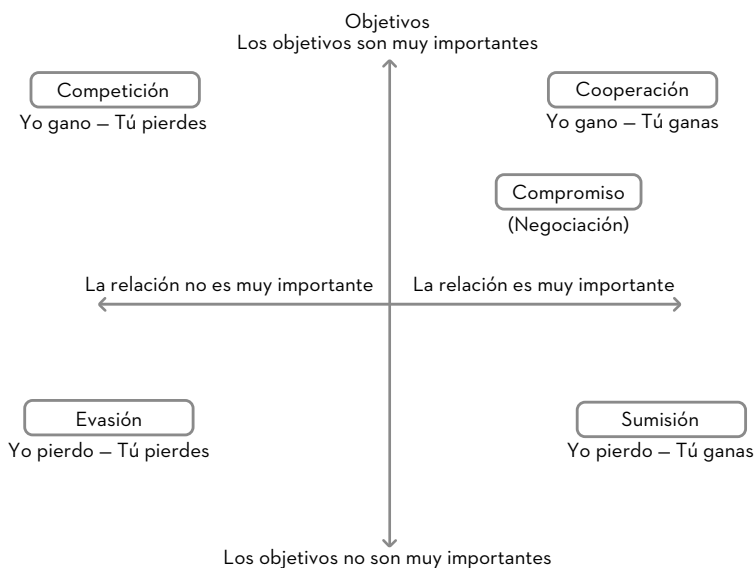 Objetivos
Los objetivos son muy importantes
Competición
Yo gano — Tú pierdes
Cooperación
Yo gano — Tú ganas
Compromiso
(Negociación)
La relación no es muy importante
La relación es muy importante
Evasión
Yo pierdo — Tú pierdes
Sumisión
Yo pierdo — Tú ganas
Los objetivos no son muy importantes